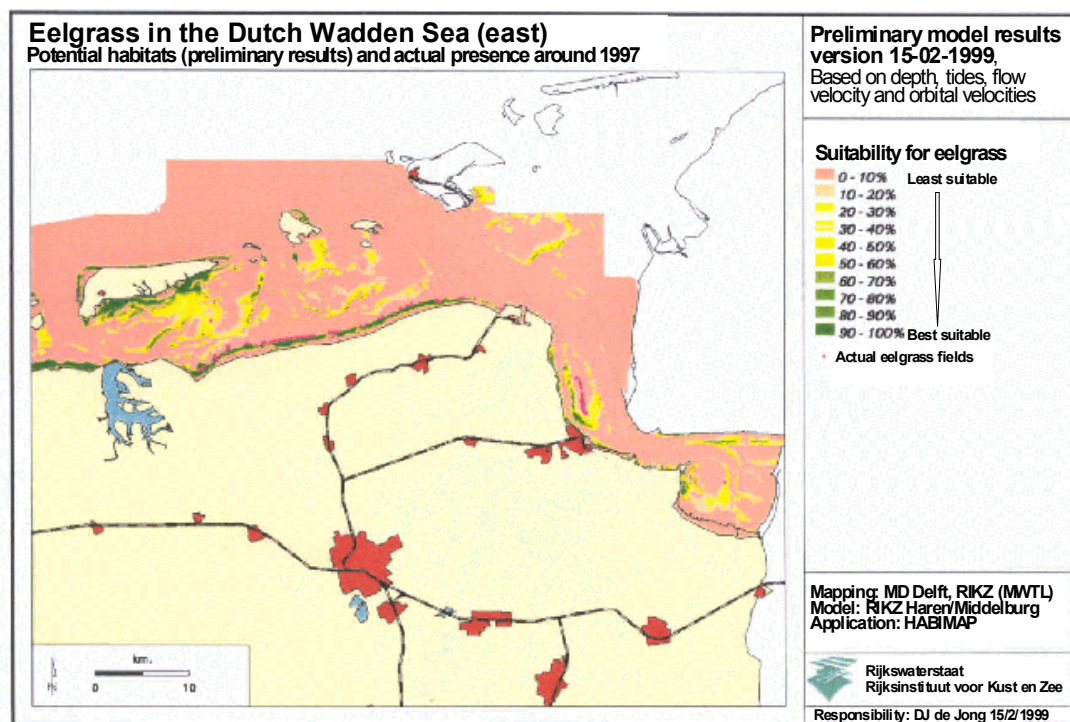 Eelgrass in the Dutch Wadden Sea (east)
Potential habitats (preliminary results) and actual presence around 1997
Preliminary model results
version 15-02-1999,
Based on depth, tides, flow
velocity and orbital velocities
Suitability for eelgrass
0 - 10% Least suitable
10 - 20%
20 - 30%
30 - 40%
40 - 50%
50 - 60%
60 - 70%
70 - 80%
80 - 90%
90 - 100% Best suitable
Actual eelgrass fields
km.
0 10
Mapping: MD Delft, RIKZ (MWTL)
Model: RIKZ Haren/Middelburg
Application: HABIMAP
Rijkswaterstaat
Rijksinstituut voor Kust en Zee
Responsibility: DJ de Jong 15/2/1999